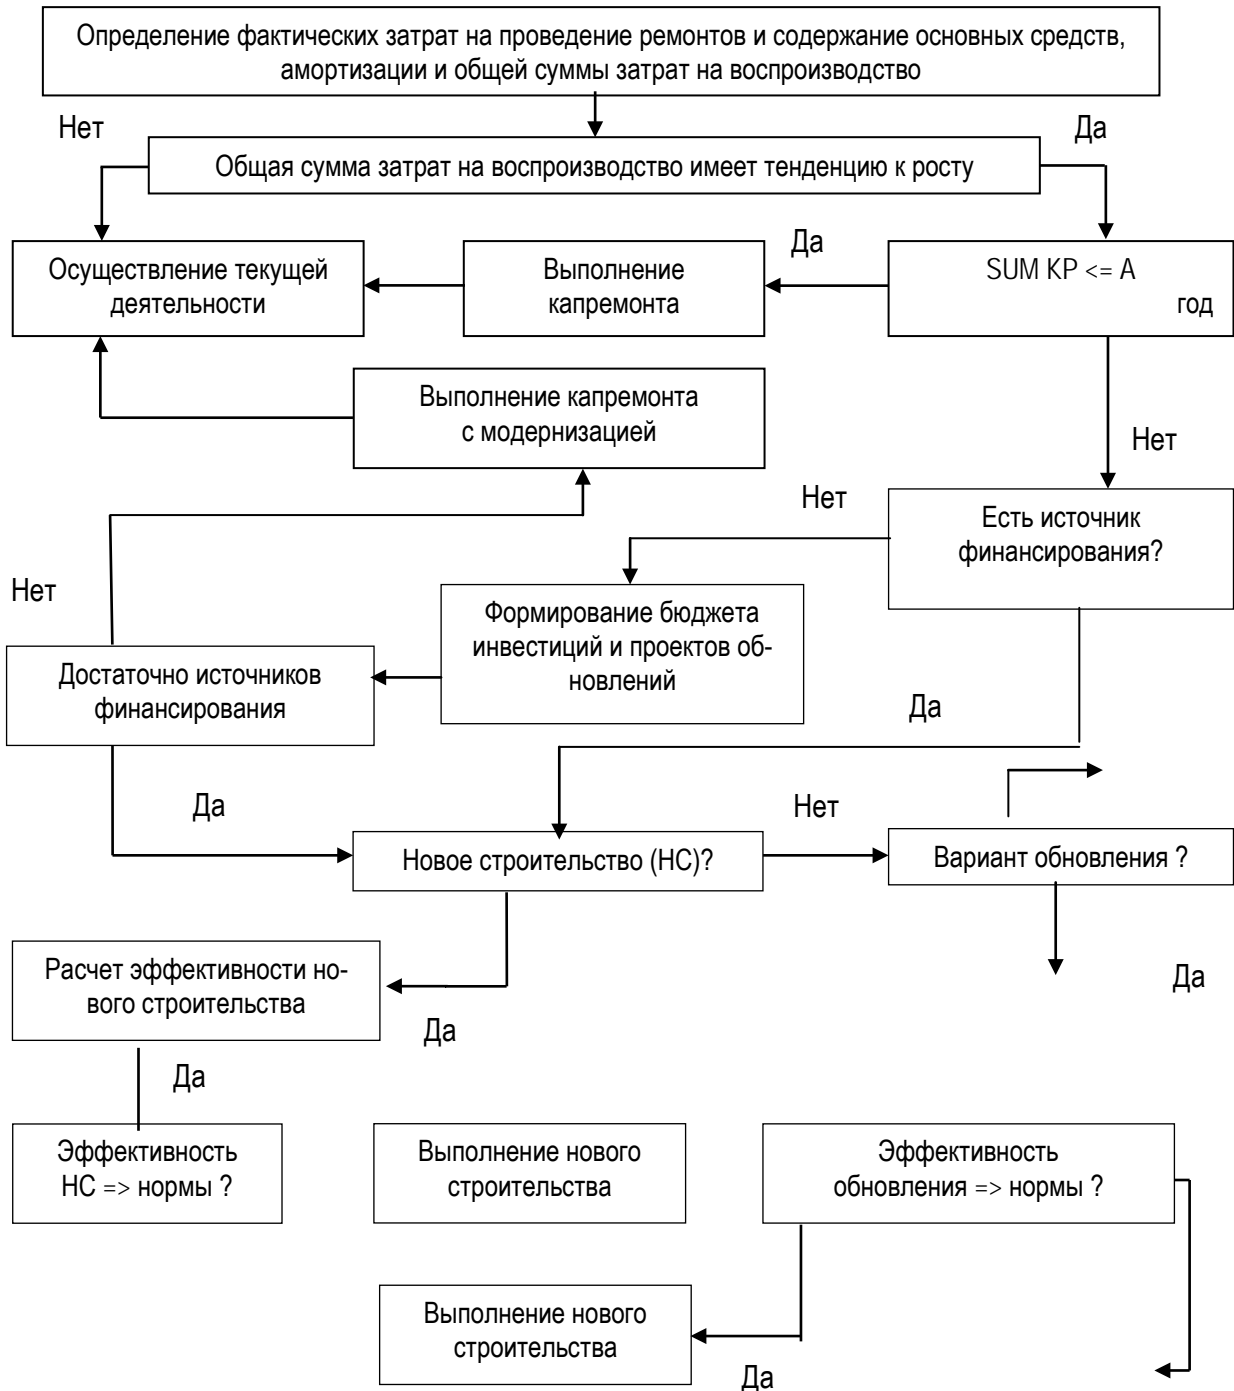 Определение фактических затрат на проведение ремонтов и содержание основных средств,
амортизации и общей суммы затрат на воспроизводство
Нет
Да
Общая сумма затрат на воспроизводство имеет тенденцию к росту
Осуществление текущей
деятельности
Выполнение
капремонта
Да
SUM KP <= A
год
Выполнение капремонта
с модернизацией
Нет
Нет
Есть источник
финансирования?
Нет
Формирование бюджета
инвестиций и проектов об-
новлений
Достаточно источников
финансирования
Да
Да
Нет
Новое строительство (НС)?
Вариант обновления ?
Расчет эффективности но-
вого строительства
Да
Да
Да
Эффективность
НС => нормы ?
Выполнение нового
строительства
Эффективность
обновления => нормы ?
Выполнение нового
строительства
Да